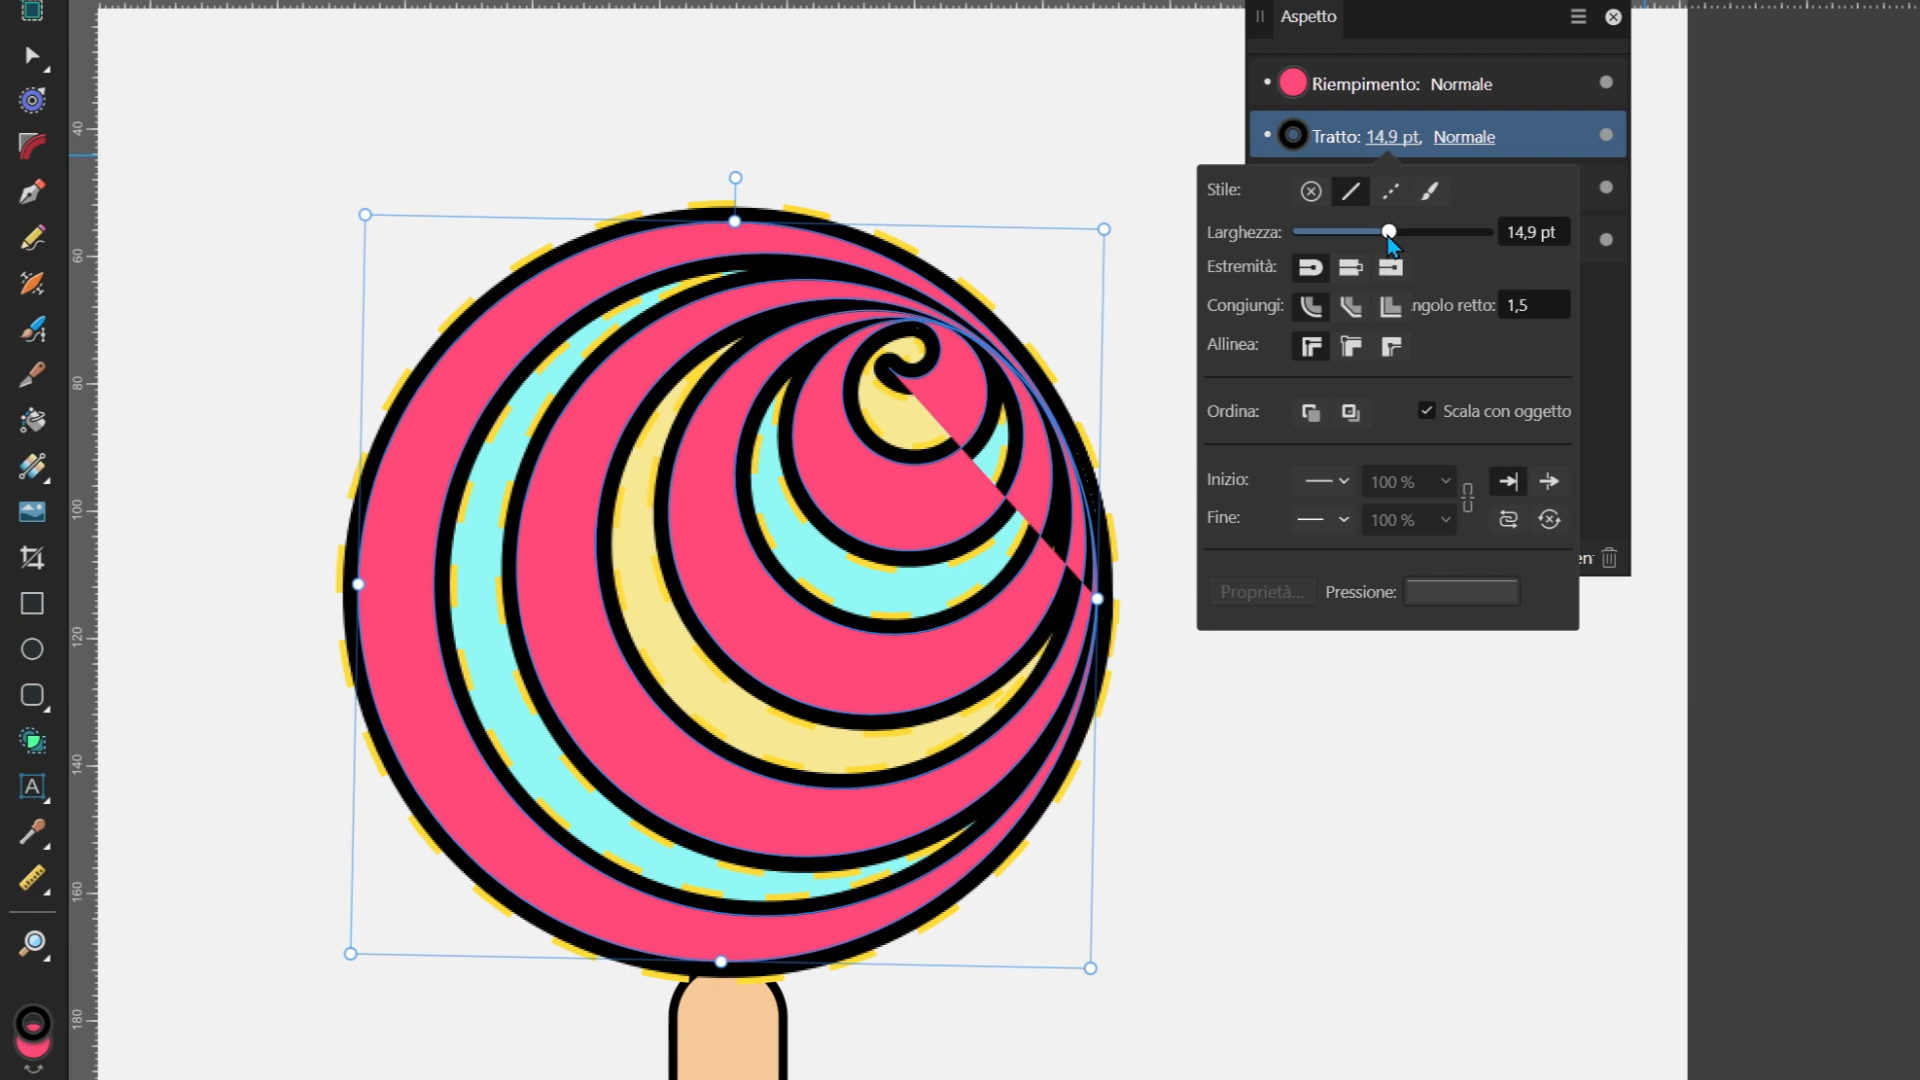 Aspetto
Riempimento: Normale
Tratto: 14,9 pt, Normale
Stile:
Larghezza: 14,9 pt
Estremità:
Congiungi: ngolo retto: 1,5
Allinea:
Ordina: Scala con oggetto
Inizio: 100 %
Fine: 100 %
en
Proprietà... Pressione:
40
60
80
100
120
140
160
180
A